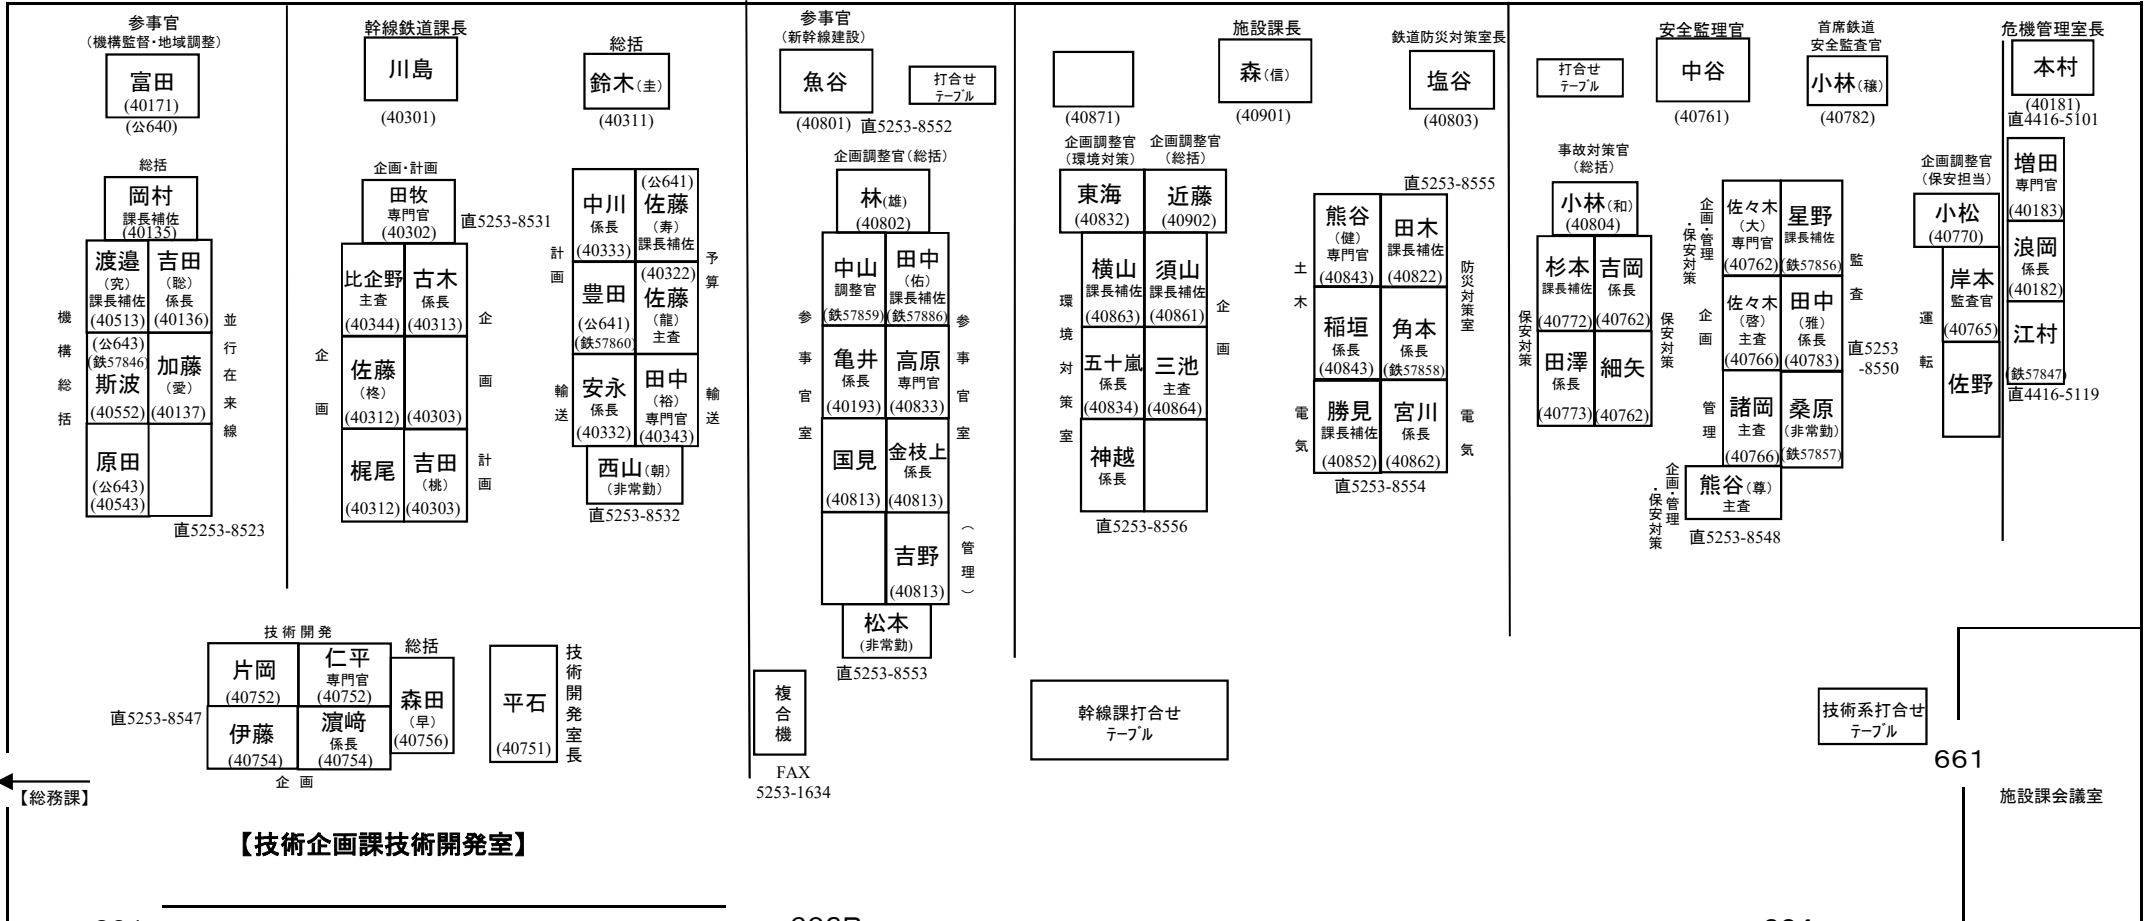 参事官
(機構監督・地域調整)
富田
(40171)
(公640)
総括
岡村
課長補佐
(40135)
渡邉
(究)
課長補佐
(40513)
吉田
(聡)
係長
(40136)
(公643)
(鉄57846)
斯波
(40552)
加藤
(愛)
(40137)
原田
(公643)
(40543)
機構総括
並行在来線
直5253-8523
幹線鉄道課長
川島
(40301)
企画・計画
田牧
専門官
(40302)
直5253-8531
比企野
主査
(40344)
古木
係長
(40313)
佐藤
(柊)
(40312)
(40303)
梶尾
(40312)
吉田
(桃)
(40303)
企画
企画
計画
総括
鈴木(圭)
(40311)
中川
係長
(40333)
(公641)
佐藤
(寿)
課長補佐
豊田
(公641)
(鉄57860)
(40322)
佐藤
(龍)
主査
安永
係長
(40332)
田中
(裕)
専門官
(40343)
西山(朝)
(非常勤)
計画
予算
輸送
輸送
直5253-8532
参事官
(新幹線建設)
魚谷
(40801)
直5253-8552
打合せ
テーブル
企画調整官(総括)
林(雄)
(40802)
中山
調整官
(鉄57859)
田中
(佑)
課長補佐
(鉄57886)
亀井
係長
(40193)
高原
専門官
(40833)
国見
(40813)
金枝上
係長
(40813)
吉野
(40813)
松本
(非常勤)
参事官室
参事官室
(管理)
直5253-8553
(40871)
施設課長
森(信)
(40901)
鉄道防災対策室長
塩谷
(40803)
企画調整官
(環境対策)
東海
(40832)
企画調整官
(総括)
近藤
(40902)
横山
課長補佐
(40863)
須山
課長補佐
(40861)
五十嵐
係長
(40834)
三池
主査
(40864)
神越
係長
環境対策室
企画
直5253-8556
直5253-8555
熊谷
(健)
専門官
(40843)
田木
課長補佐
(40822)
稲垣
係長
(40843)
角本
係長
(鉄57858)
勝見
課長補佐
(40852)
宮川
係長
(40862)
土木
防災対策室
電気
電気
直5253-8554
打合せ
テーブル
安全監理官
中谷
(40761)
首席鉄道
安全監査官
小林(穣)
(40782)
事故対策官
(総括)
小林(和)
(40804)
杉本
課長補佐
(40772)
吉岡
係長
(40762)
田澤
係長
(40773)
細矢
(40762)
保安対策
保安対策
企画・管理
・保安対策
佐々木
(大)
専門官
(40762)
星野
課長補佐
(鉄57856)
佐々木
(啓)
主査
(40766)
田中
(雅)
係長
(40783)
諸岡
主査
(40766)
桑原
(非常勤)
(鉄57857)
熊谷(尊)
主査
企画
管理
監査
企画・管理
・保安対策
直5253
-8550
直5253-8548
企画調整官
(保安担当)
小松
(40770)
岸本
監査官
(40765)
佐野
運転
危機管理室長
本村
(40181)
直4416-5101
増田
専門官
(40183)
浪岡
係長
(40182)
江村
(鉄57847)
直4416-5119
技術開発
片岡
(40752)
仁平
専門官
(40752)
伊藤
(40754)
濵﨑
係長
(40754)
総括
森田
(早)
(40756)
企画
直5253-8547
平石
(40751)
技術開発室長
複合機
FAX
5253-1634
幹線課打合せ
テーブル
技術系打合せ
テーブル
661
施設課会議室
【総務課】
【技術企画課技術開発室】